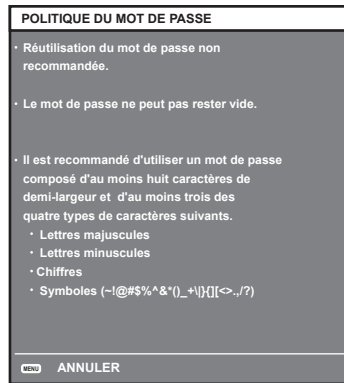 POLITIQUE DU MOT DE PASSE
· Réutilisation du mot de passe non
recommandée.
· Le mot de passe ne peut pas rester vide.
· Il est recommandé d'utiliser un mot de passe
composé d'au moins huit caractères de
demi-largeur et d'au moins trois des
quatre types de caractères suivants.
· Lettres majuscules
· Lettres minuscules
· Chiffres
· Symboles (~!@#$%^&*()_+\|}{][<>.,/?)
MENU ANNULER